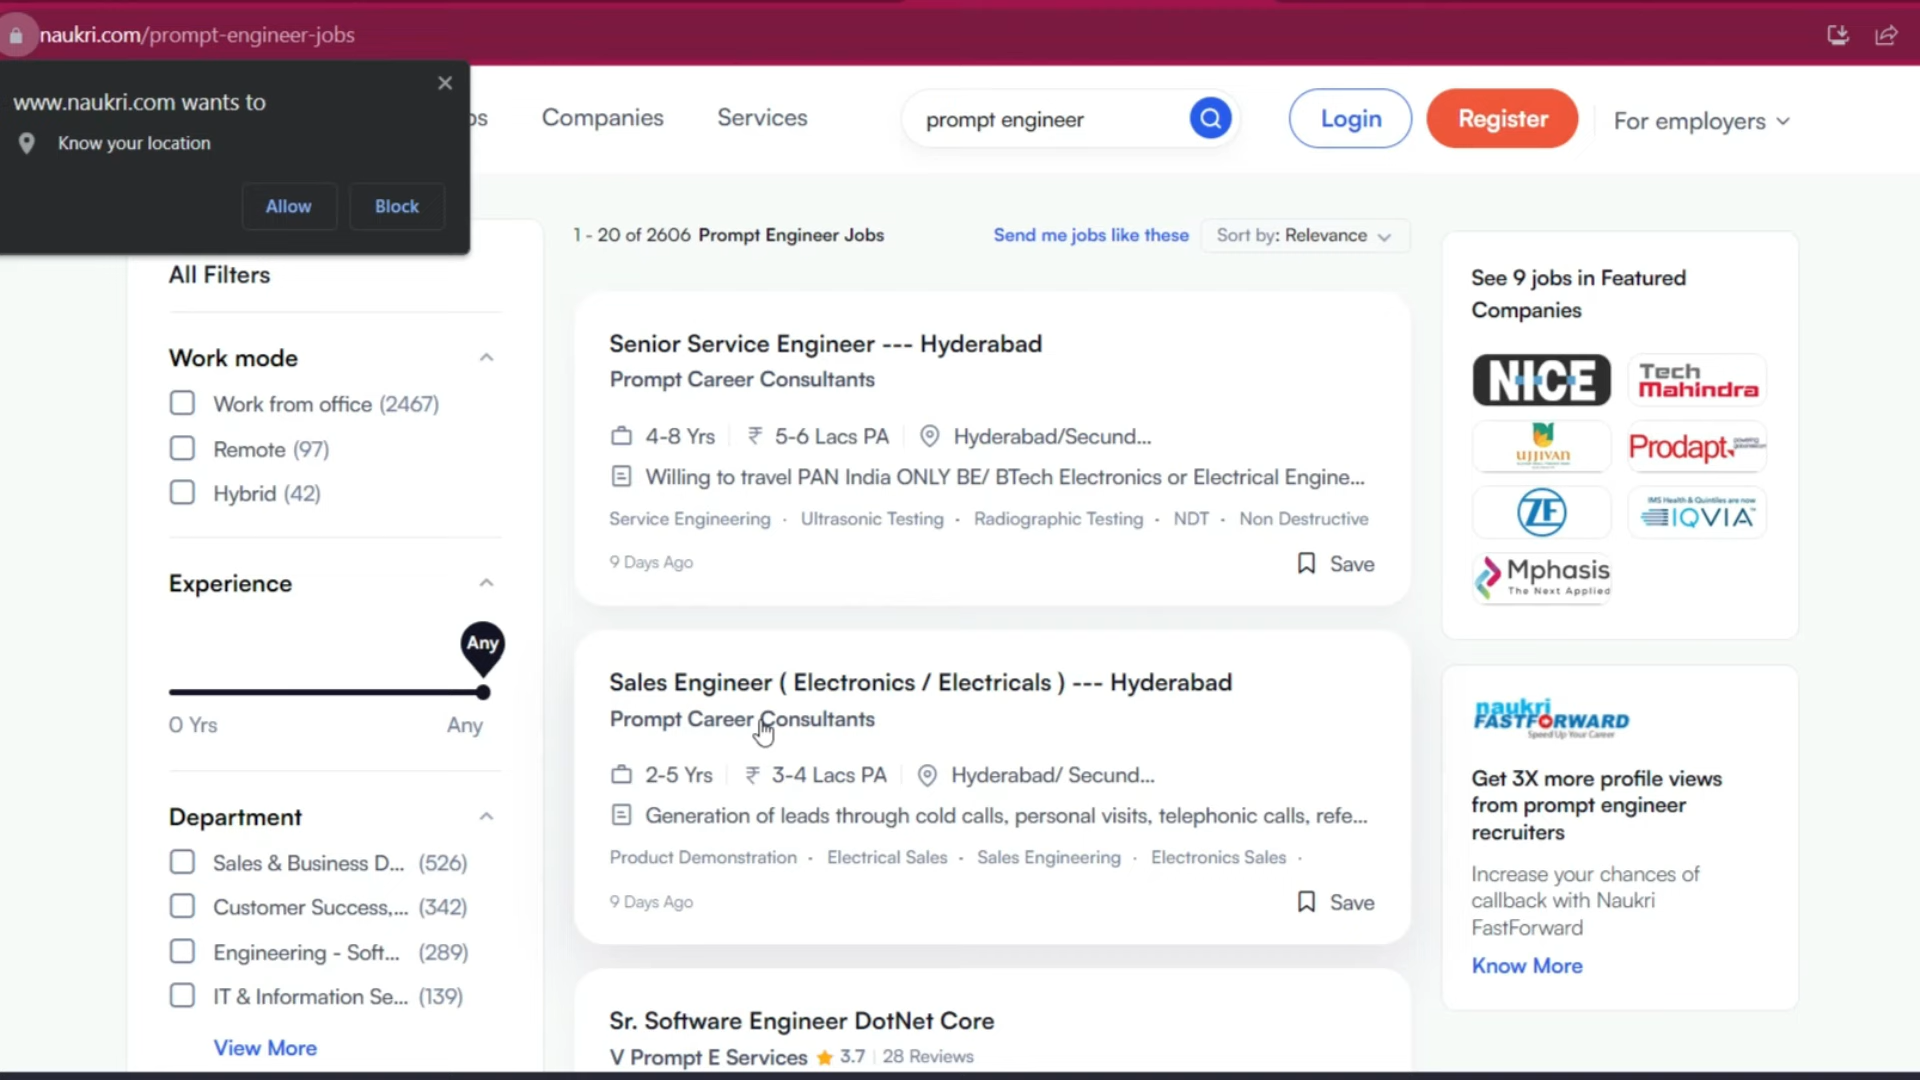 naukri.com/prompt-engineer-jobs
www.naukri.com wants to
Know your location
Allow
Block
Companies
Services
prompt engineer
Login
Register
For employers
1 - 20 of 2606 Prompt Engineer Jobs
Send me jobs like these
Sort by: Relevance
All Filters
Work mode
Work from office (2467)
Remote (97)
Hybrid (42)
Experience
Any
0 Yrs
Any
Department
Sales & Business D... (526)
Customer Success,... (342)
Engineering - Soft... (289)
IT & Information Se... (139)
View More
Senior Service Engineer --- Hyderabad
Prompt Career Consultants
4-8 Yrs
₹ 5-6 Lacs PA
Hyderabad/Secund...
Willing to travel PAN India ONLY BE/ BTech Electronics or Electrical Engine...
Service Engineering · Ultrasonic Testing · Radiographic Testing · NDT · Non Destructive
9 Days Ago
Save
Sales Engineer ( Electronics / Electricals ) --- Hyderabad
Prompt Career Consultants
2-5 Yrs
₹ 3-4 Lacs PA
Hyderabad/ Secund...
Generation of leads through cold calls, personal visits, telephonic calls, refe...
Product Demonstration · Electrical Sales · Sales Engineering · Electronics Sales ·
9 Days Ago
Save
Sr. Software Engineer DotNet Core
V Prompt E Services 3.7 | 28 Reviews
See 9 jobs in Featured
Companies
NICE
Tech
Mahindra
UJJIVAN
Prodapt
ZF
IMS Health & Quintiles are now
IQVIA
Mphasis
The Next Applied
naukri
FASTFORWARD
Speed Up Your Career
Get 3X more profile views
from prompt engineer
recruiters
Increase your chances of
callback with Naukri
FastForward
Know More